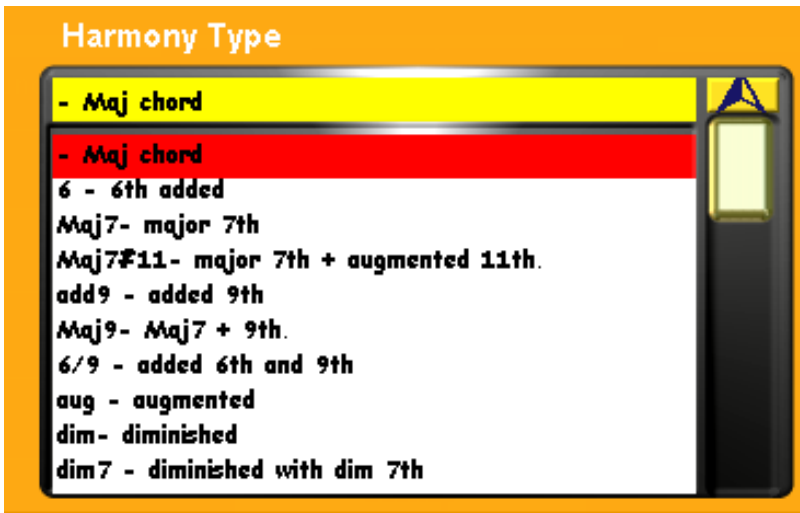 Harmony Type
- Maj chord
- Maj chord
6 - 6th added
Maj7- major 7th
Maj7#11- major 7th + augmented 11th.
add9 - added 9th
Maj9- Maj7 + 9th.
6/9 - added 6th and 9th
aug - augmented
dim- diminished
dim7 - diminished with dim 7th